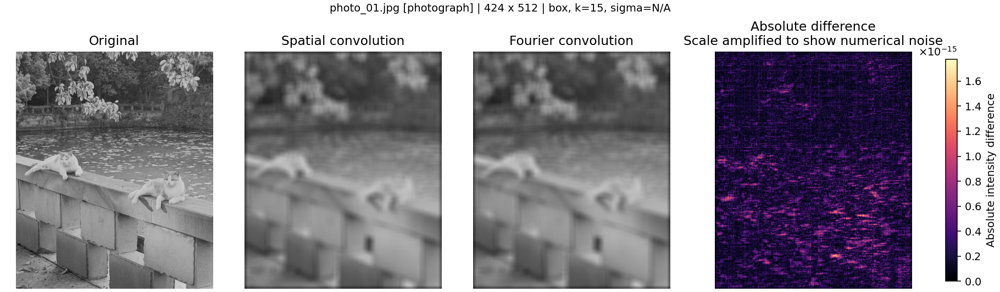 photo_01.jpg [photograph] | 424 x 512 | box, k=15, sigma=N/A
Original
Spatial convolution
Fourier convolution
Absolute difference
Scale amplified to show numerical noise
×10⁻¹⁵
1.6
1.4
1.2
1.0
0.8
0.6
0.4
0.2
0.0
Absolute intensity difference